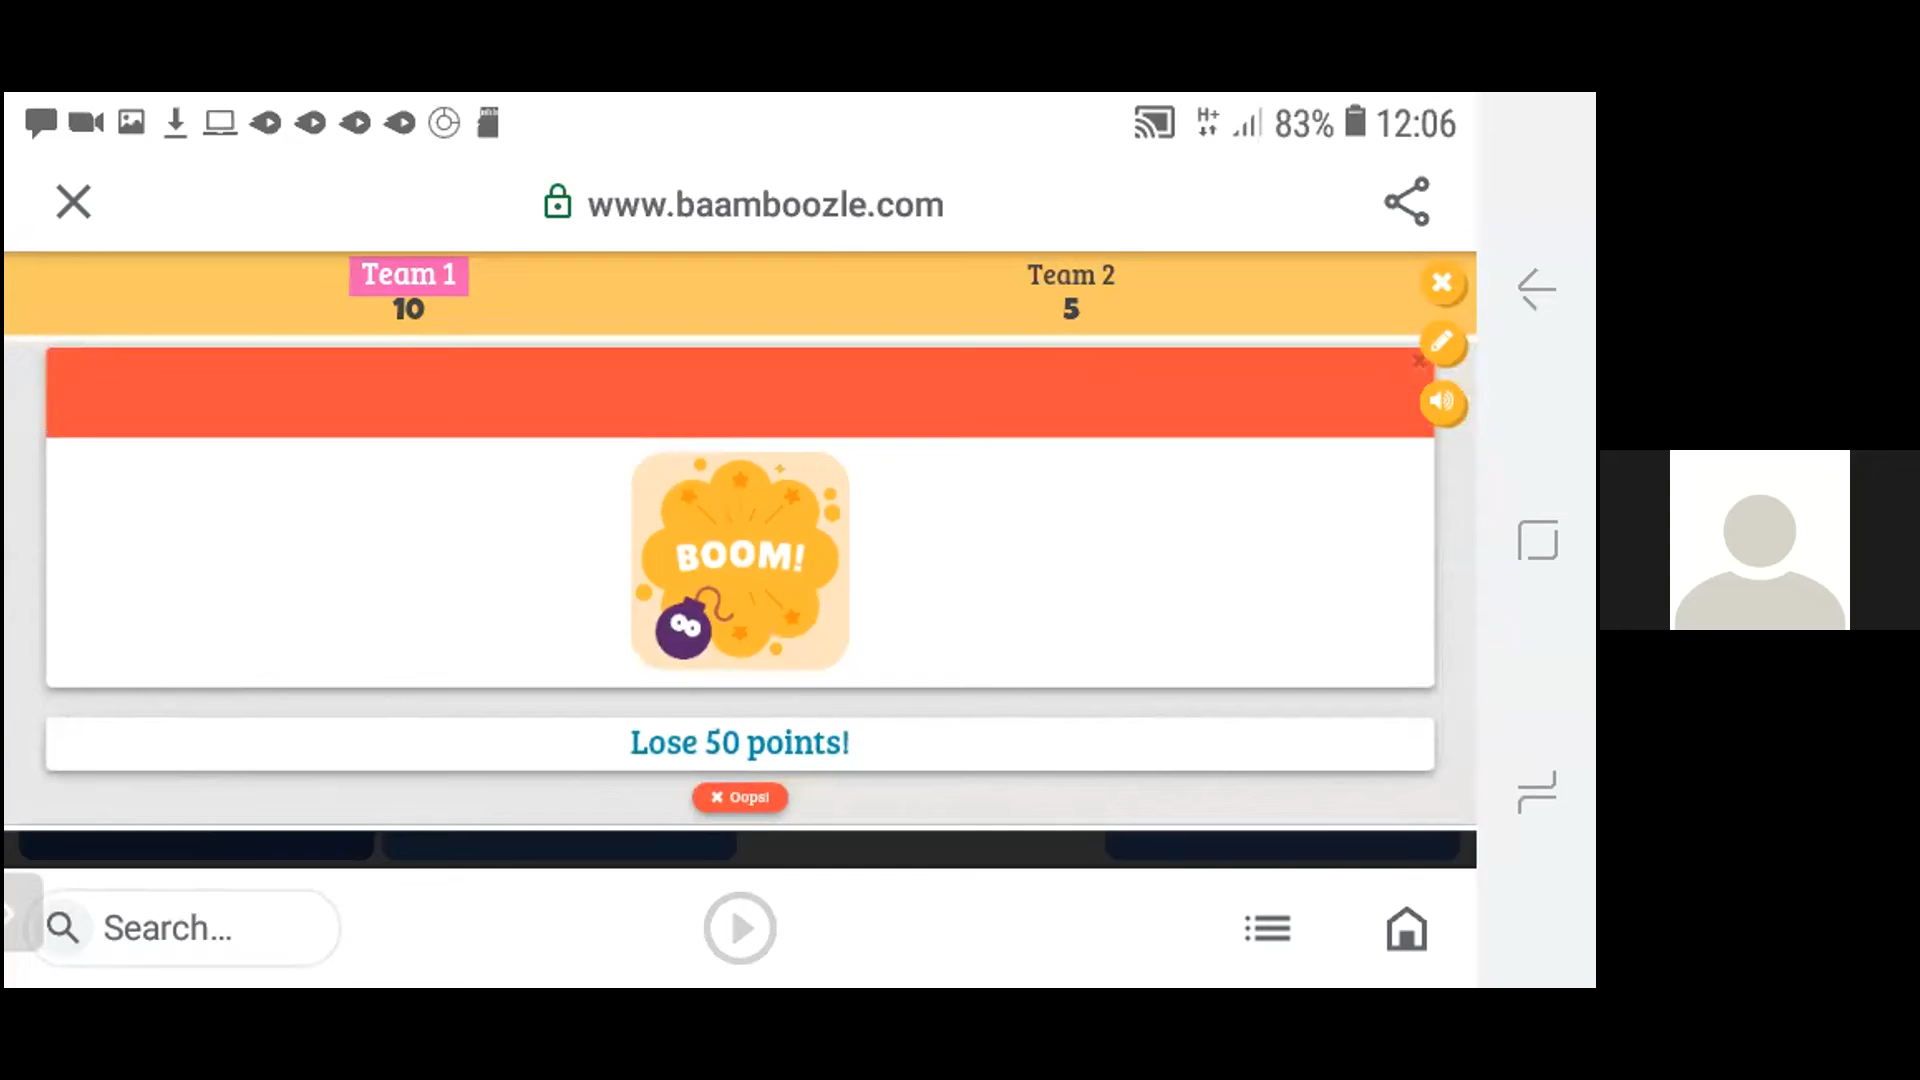 H+ 83% 12:06
www.baamboozle.com
Team 1 Team 2
10 5
BOOM!
Lose 50 points!
Oops!
Search...